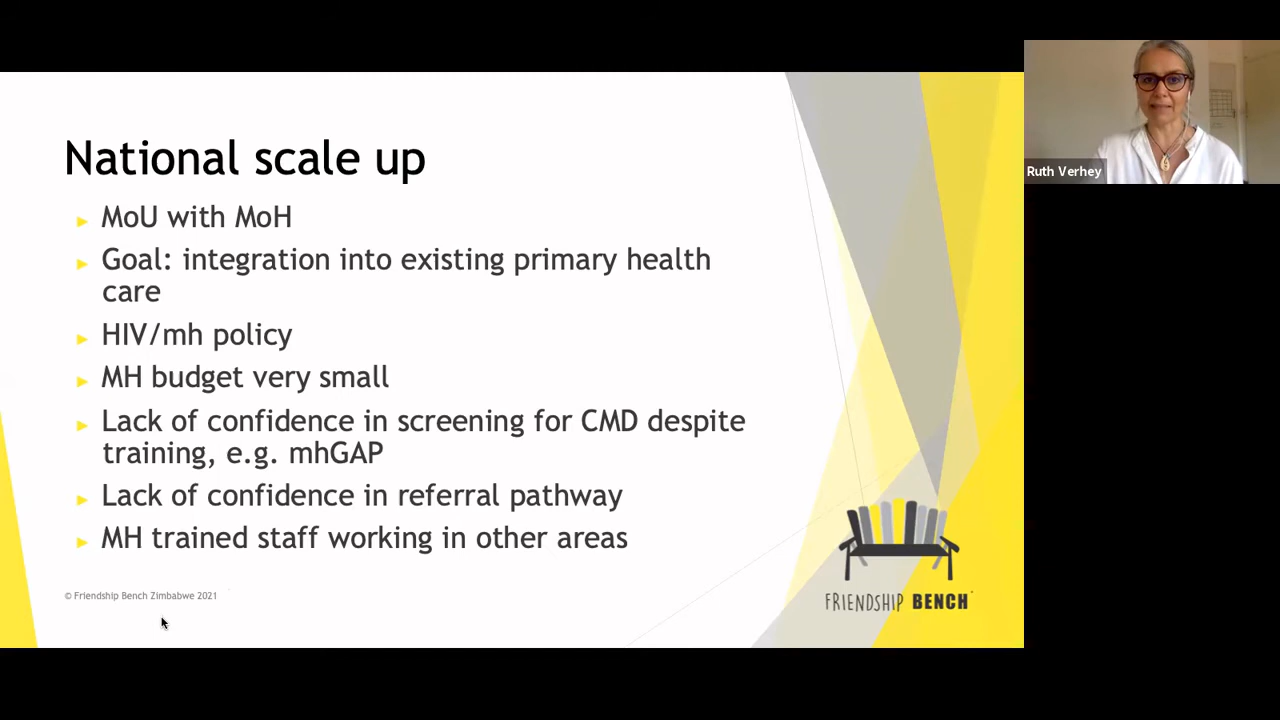 National scale up
MoU with MoH
Goal: integration into existing primary health
care
HIV/mh policy
MH budget very small
Lack of confidence in screening for CMD despite
training, e.g. mhGAP
Lack of confidence in referral pathway
MH trained staff working in other areas
© Friendship Bench Zimbabwe 2021
FRIENDSHIP BENCH
Ruth Verhey